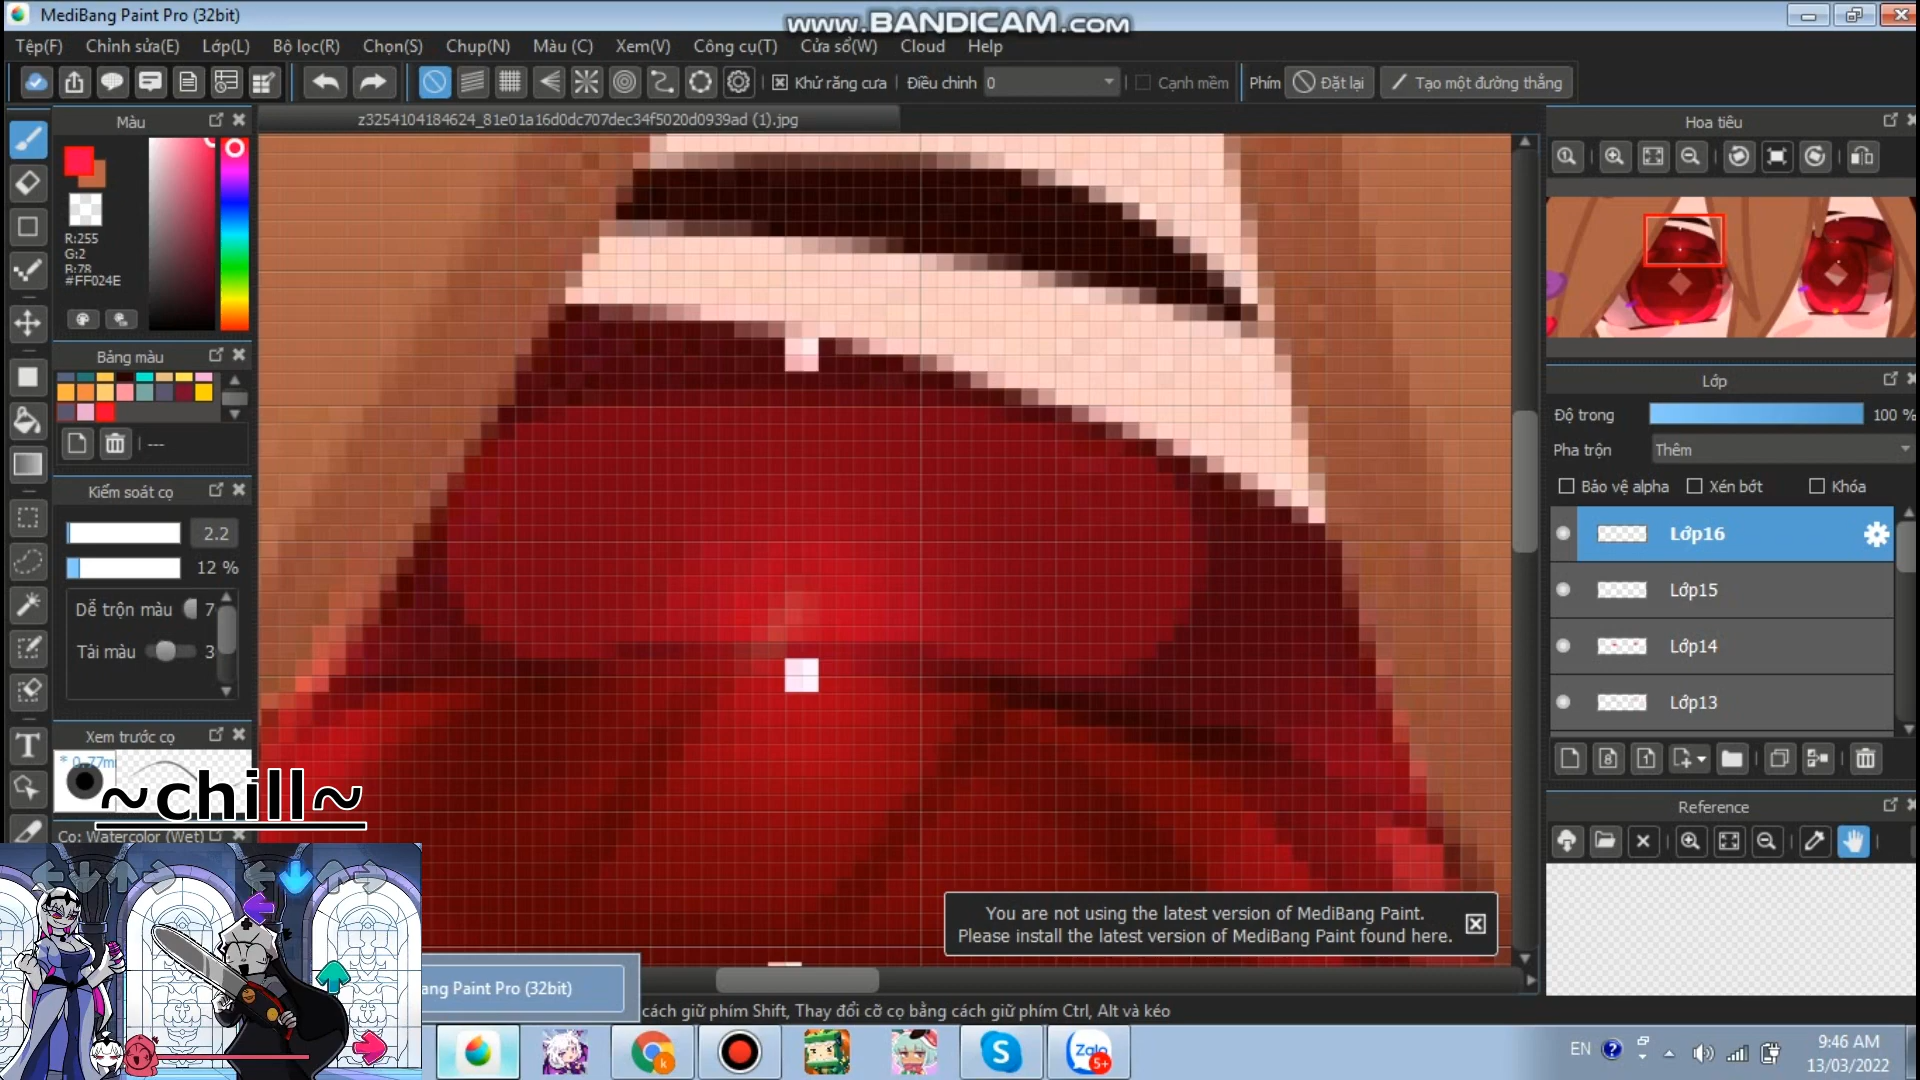 MediBang Paint Pro (32bit)
www.BANDICAM.com
Tệp(F) Chỉnh sửa(E) Lớp(L) Bộ lọc(R) Chọn(S) Chụp(N) Màu (C) Xem(V) Công cụ(T) Cửa sổ(W) Cloud Help
Khử răng cưa Điều chỉnh 0 Cạnh mềm Phím Đặt lại Tạo một đường thẳng
z3254104184624_81e01a16d0dc707dec34f5020d0939ad (1).jpg
Màu
R:255
G:2
B:78
#FF024E
Bảng màu
---
Kiểm soát cọ
2.2
12 %
Dễ trộn màu 7
Tải màu 3
Xem trước cọ
* 0.77m
~chill~
Cọ: Watercolor (Wet)
Hoa tiêu
Lớp
Độ trong 100 %
Pha trộn Thêm
Bảo vệ alpha Xén bớt Khóa
Lớp16
Lớp15
Lớp14
Lớp13
Reference
You are not using the latest version of MediBang Paint.
Please install the latest version of MediBang Paint found here.
ang Paint Pro (32bit)
cách giữ phím Shift, Thay đổi cỡ cọ bằng cách giữ phím Ctrl, Alt và kéo
k
S
Zalo
5+
EN
9:46 AM
13/03/2022